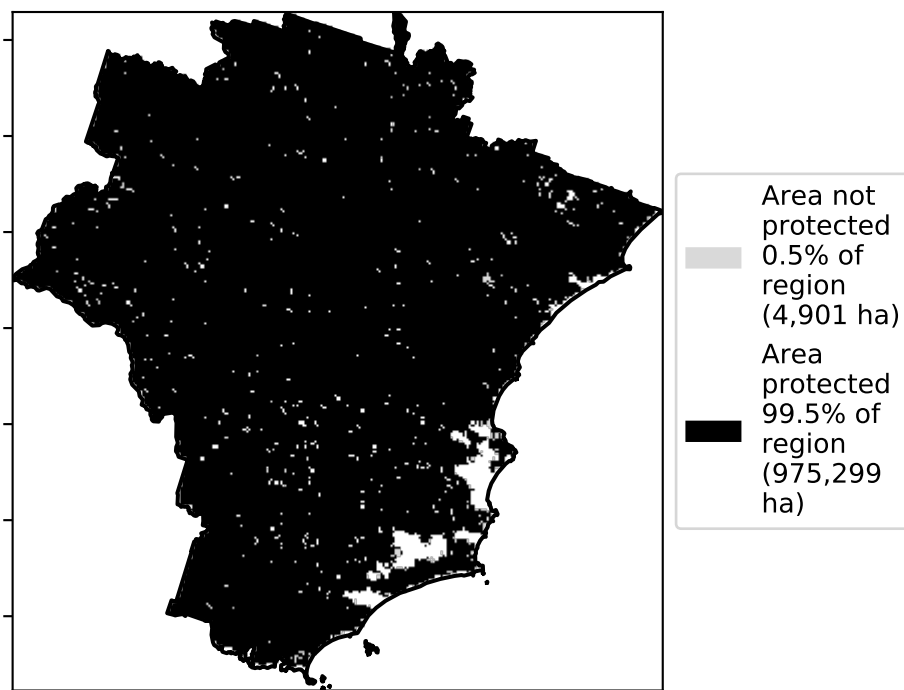 Area not
protected
0.5% of
region
(4,901 ha)
Area
protected
99.5% of
region
(975,299
ha)